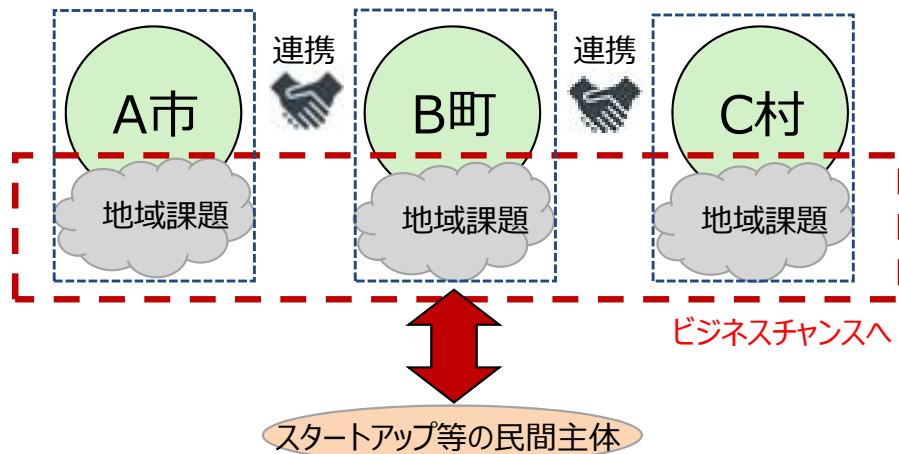 連携
連携
A市
B町
C村
地域課題
地域課題
地域課題
ビジネスチャンスへ
スタートアップ等の民間主体